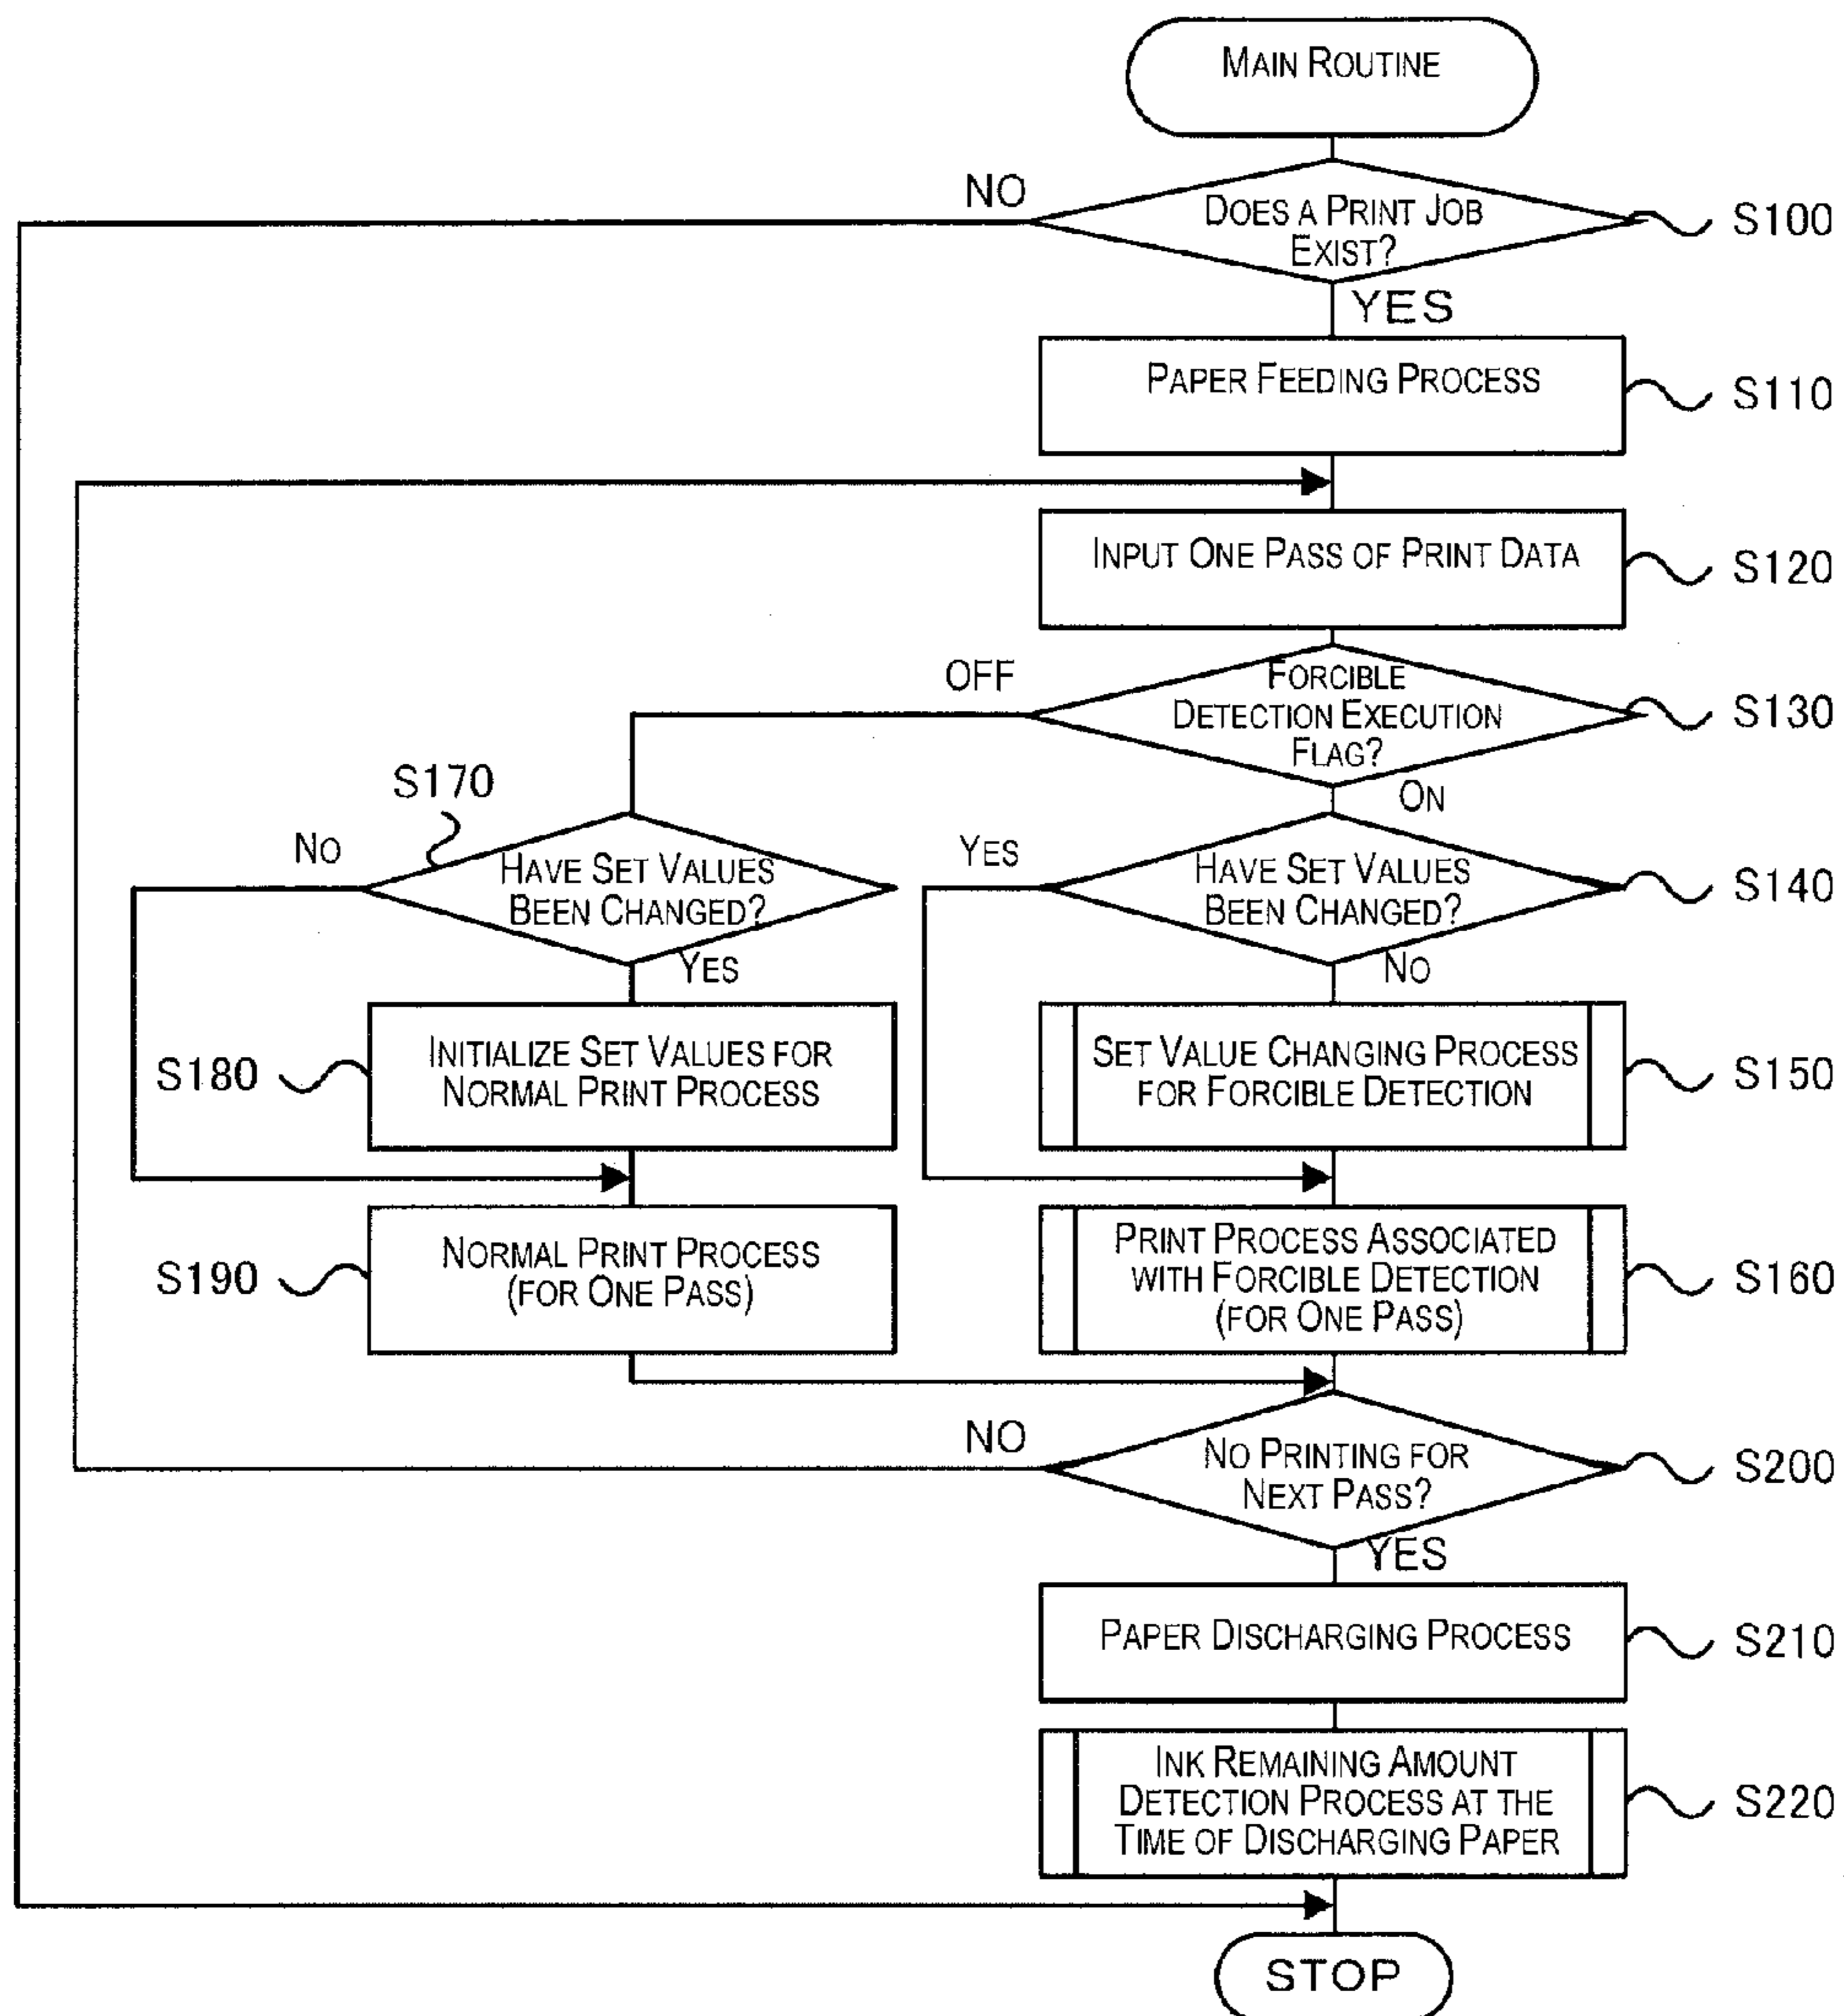 MAIN ROUTINE
NO
DOES A PRINT JOB
EXIST?
S100
YES
PAPER FEEDING PROCESS
S110
INPUT ONE PASS OF PRINT DATA
S120
OFF
FORCIBLE
DETECTION EXECUTION
FLAG?
S130
ON
S170
NO
HAVE SET VALUES
BEEN CHANGED?
YES
YES
HAVE SET VALUES
BEEN CHANGED?
S140
NO
S180
INITIALIZE SET VALUES FOR
NORMAL PRINT PROCESS
SET VALUE CHANGING PROCESS
FOR FORCIBLE DETECTION
S150
S190
NORMAL PRINT PROCESS
(FOR ONE PASS)
PRINT PROCESS ASSOCIATED
WITH FORCIBLE DETECTION
(FOR ONE PASS)
S160
NO
NO PRINTING FOR
NEXT PASS?
S200
YES
PAPER DISCHARGING PROCESS
S210
INK REMAINING AMOUNT
DETECTION PROCESS AT THE
TIME OF DISCHARGING PAPER
S220
STOP